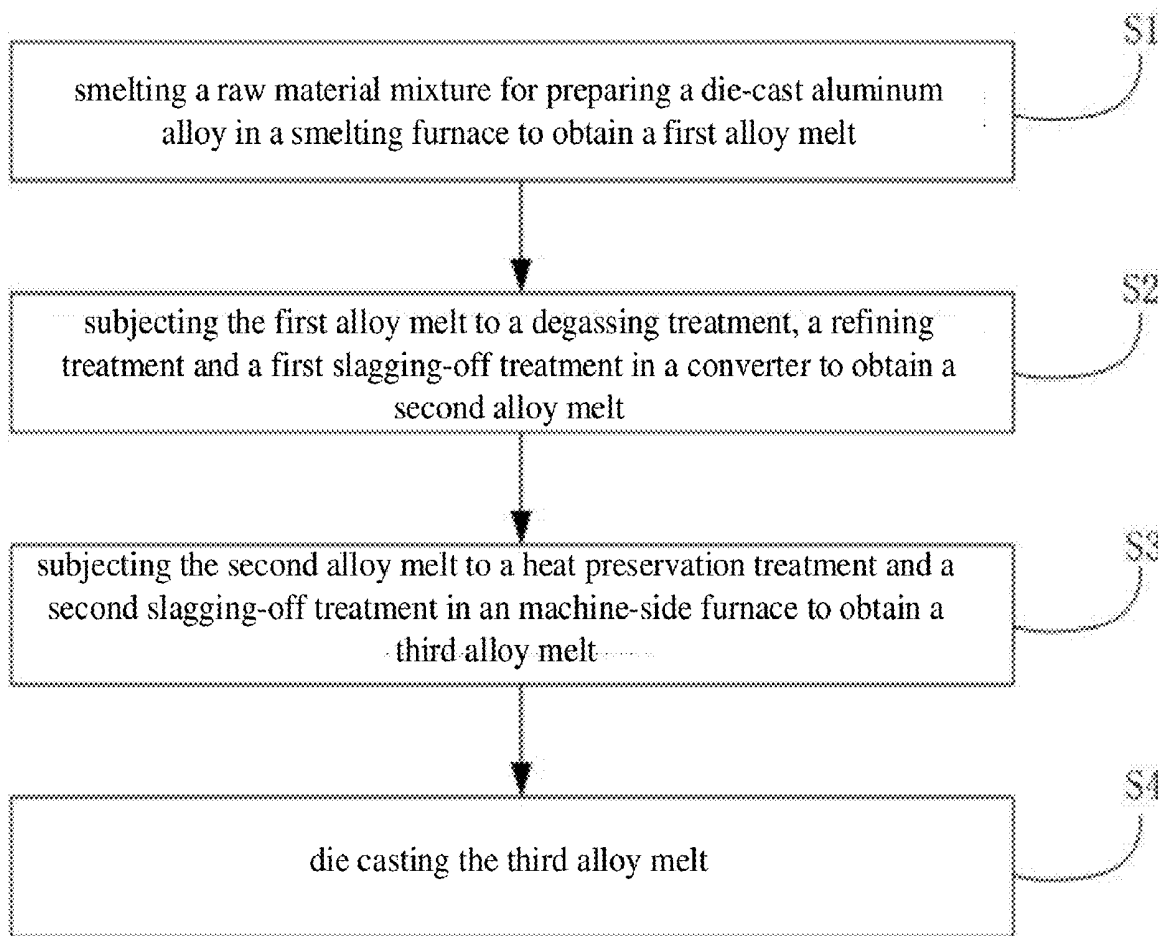 S1
smelting a raw material mixture for preparing a die-cast aluminum
alloy in a smelting furnace to obtain a first alloy melt
S2
subjecting the first alloy melt to a degassing treatment, a refining
treatment and a first slagging-off treatment in a converter to obtain a
second alloy melt
S3
subjecting the second alloy melt to a heat preservation treatment and a
second slagging-off treatment in an machine-side furnace to obtain a
third alloy melt
S4
die casting the third alloy melt